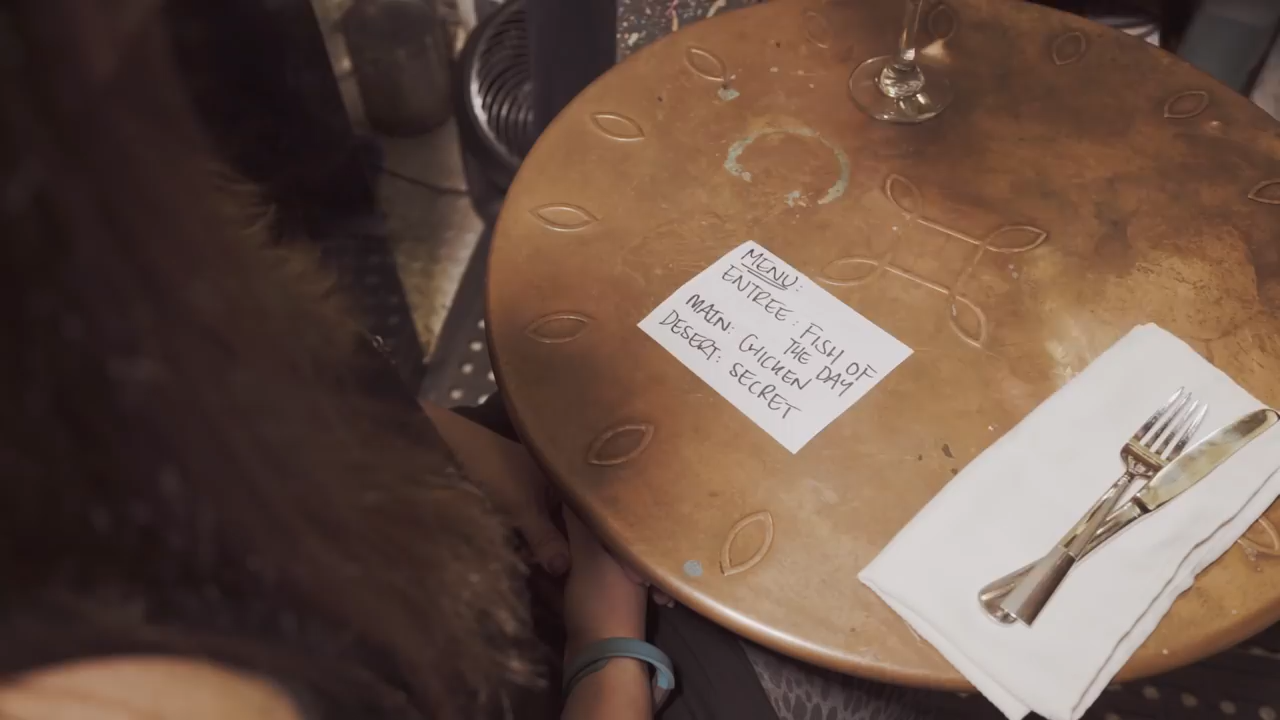 MENU:
ENTREE: FISH OF
THE DAY
MAIN: CHICKEN
DESERT: SECRET